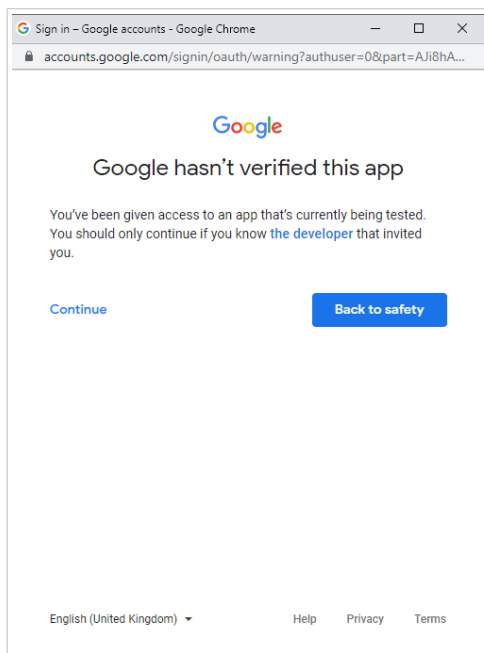 Sign in – Google accounts - Google Chrome
accounts.google.com/signin/oauth/warning?authuser=0&part=AJi8hA...
Google
Google hasn't verified this app
You've been given access to an app that's currently being tested.
You should only continue if you know the developer that invited
you.
Continue
Back to safety
English (United Kingdom)
Help
Privacy
Terms